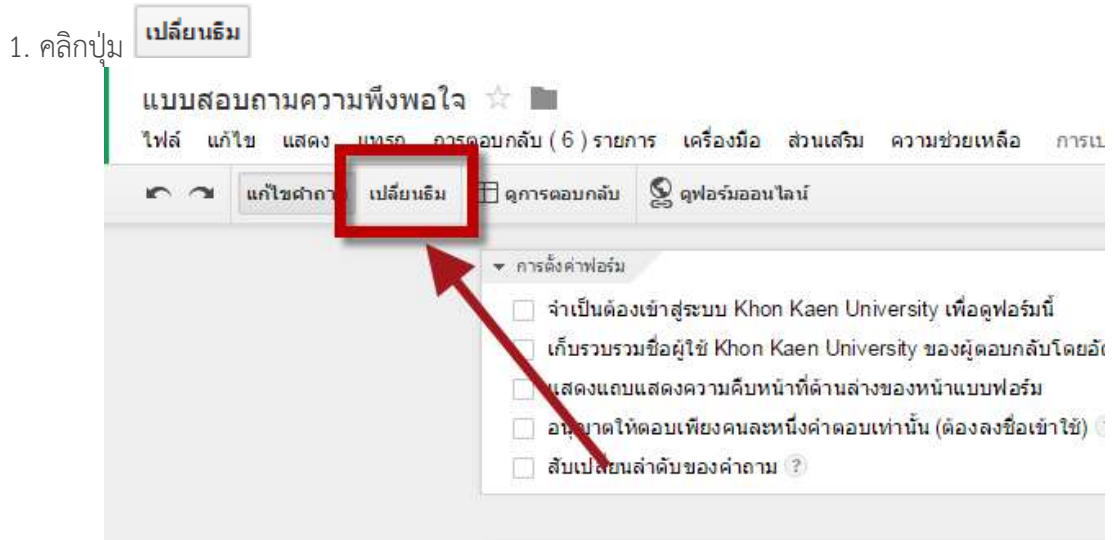 1. คลิกปุ่ม เปลี่ยนธีม
แบบสอบถามความพึงพอใจ
ไฟล์ แก้ไข แสดง แทรก การตอบกลับ ( 6 ) รายการ เครื่องมือ ส่วนเสริม ความช่วยเหลือ
แก้ไขคำถาม เปลี่ยนธีม ดูการตอบกลับ ดูฟอร์มออนไลน์
การตั้งค่าฟอร์ม
จำเป็นต้องเข้าสู่ระบบ Khon Kaen University เพื่อดูฟอร์มนี้
เก็บรวบรวมชื่อผู้ใช้ Khon Kaen University ของผู้ตอบกลับโดย
แสดงแถบแสดงความคืบหน้าที่ด้านล่างของหน้าแบบฟอร์ม
อนุญาตให้ตอบเพียงคนละหนึ่งคำตอบเท่านั้น (ต้องลงชื่อเข้าใช้)
สับเปลี่ยนลำดับของคำถาม ?